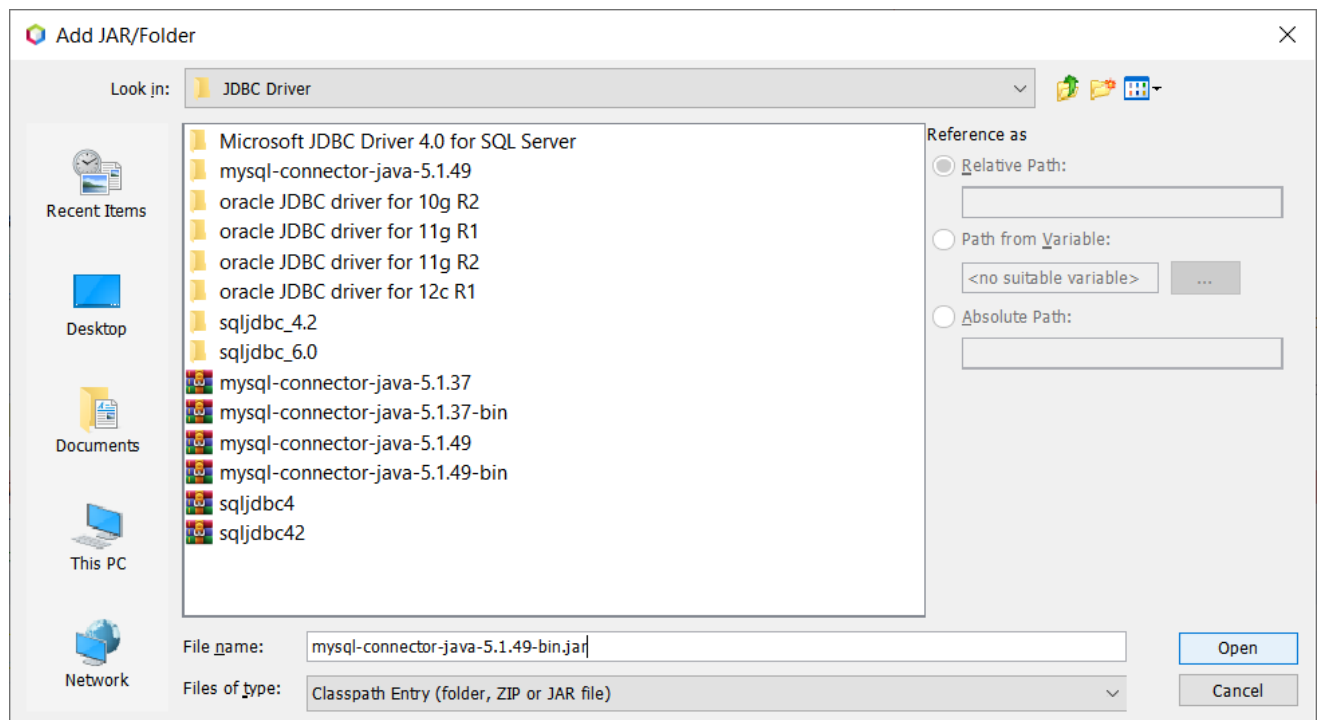 Add JAR/Folder
Look in:
JDBC Driver
Recent Items
Desktop
Documents
This PC
Network
Microsoft JDBC Driver 4.0 for SQL Server
mysql-connector-java-5.1.49
oracle JDBC driver for 10g R2
oracle JDBC driver for 11g R1
oracle JDBC driver for 11g R2
oracle JDBC driver for 12c R1
sqljdbc_4.2
sqljdbc_6.0
mysql-connector-java-5.1.37
mysql-connector-java-5.1.37-bin
mysql-connector-java-5.1.49
mysql-connector-java-5.1.49-bin
sqljdbc4
sqljdbc42
Reference as
Relative Path:
Path from Variable:
<no suitable variable>
...
Absolute Path:
File name:
mysql-connector-java-5.1.49-bin.jar
Open
Files of type:
Classpath Entry (folder, ZIP or JAR file)
Cancel